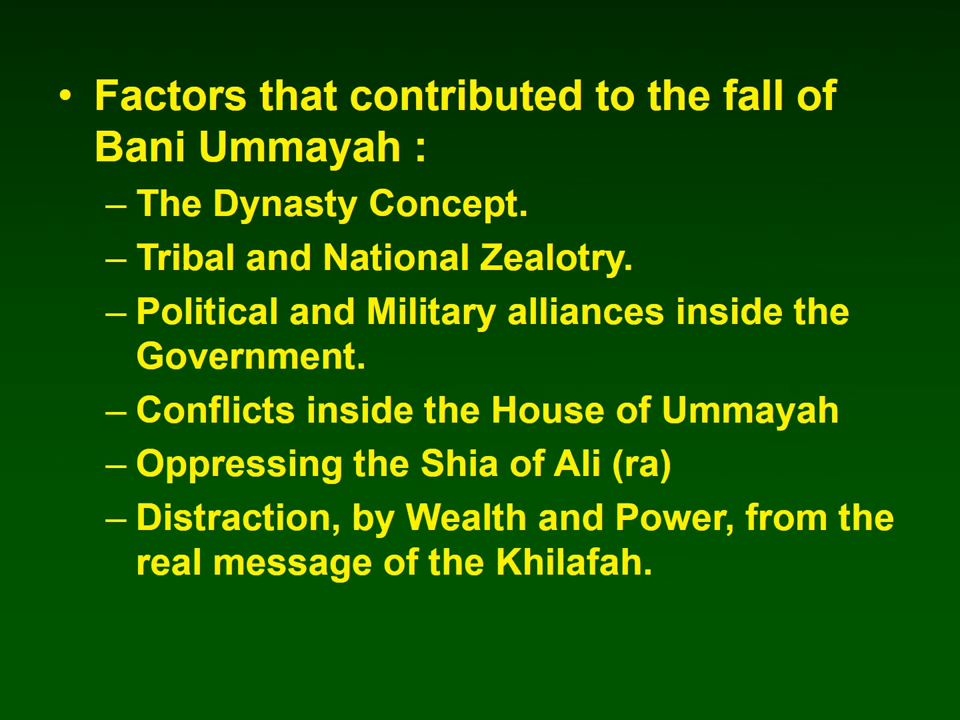 • Factors that contributed to the fall of
Bani Ummayah :
– The Dynasty Concept.
– Tribal and National Zealotry.
– Political and Military alliances inside the
Government.
– Conflicts inside the House of Ummayah
– Oppressing the Shia of Ali (ra)
– Distraction, by Wealth and Power, from the
real message of the Khilafah.